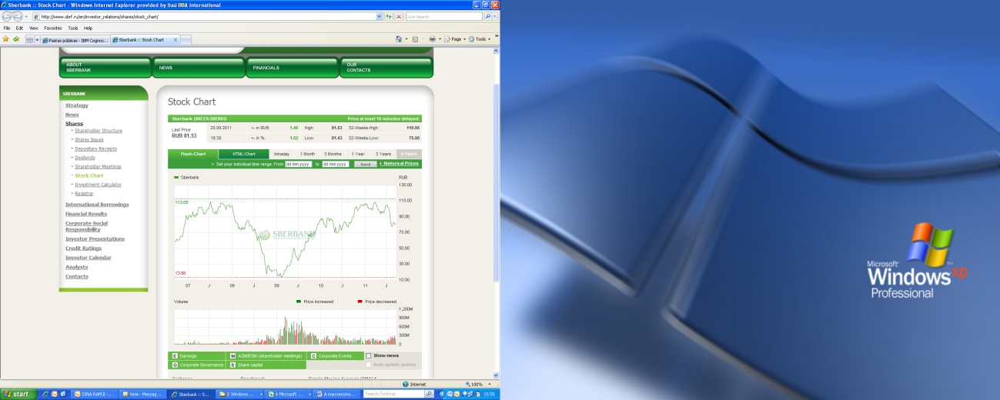 Sberbank :: Stock Chart - Windows Internet Explorer provided by Itaú BBA International
http://www.sbrf.ru/en/investor_relations/shares/stock_chart/
Live Search
File Edit View Favorites Tools Help
Pastas públicas - IBM Cognos... Sberbank :: Stock Chart Page Tools
ABOUT SBERBANK
NEWS
FINANCIALS
OUR CONTACTS
SBERBANK
Strategy
News
Shares
- Shareholder Structure
- Shares Issues
- Depositary Receipts
- Dividends
- Shareholder Meetings
- Stock Chart
- Investment Calculator
- Registrar
International Borrowings
Financial Results
Corporate Social
Responsibility
Investor Presentations
Credit Ratings
Investor Calendar
Analysts
Contacts
Stock Chart
Sberbank (MICEX:SBER03) Price at least 15 minutes delayed.
Last Price
RUB 81.53
20.09.2011 +- in RUB 1.46 High: 81.53 52-Weeks-High: 110.95
18:38 +- in %: 1.82 Low: 81.43 52-Weeks-Low: 75.58
Flash-Chart HTML-Chart Intraday 1 Month 3 Months 1 Year 3 Years 5 Years
Set your individual time range: From dd.mm.yyyy to dd.mm.yyyy Send Historical Prices
Sberbank RUB
130.00
113.05
110.00
90.00
SBERBANK
70.00
50.00
30.00
13.50
10.00
07 J 08 J 09 J 10 J 11 J
Volume Price increased Price decreased
1,200M
900M
600M
300M
0
E Earnings M AGM/EGM (shareholder meetings) C Corporate Events Show news
G Corporate Governance S Share capital Auto update quotes
Internet 100%
start DINA RAMJI -... tese - Messag... Sberbank :: S... 2 Windows ... 4 Microsoft ... A macroecono... Search Desktop 15:55
Microsoft
Windows xp
Professional